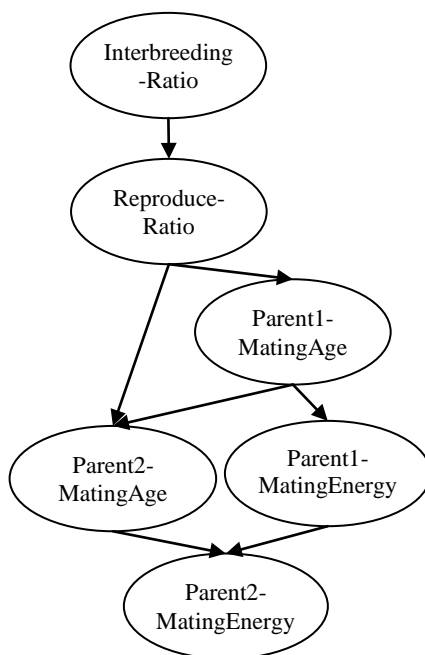 Interbreeding
-Ratio
Reproduce-
Ratio
Parent1-
MatingAge
Parent2-
MatingAge
Parent1-
MatingEnergy
Parent2-
MatingEnergy